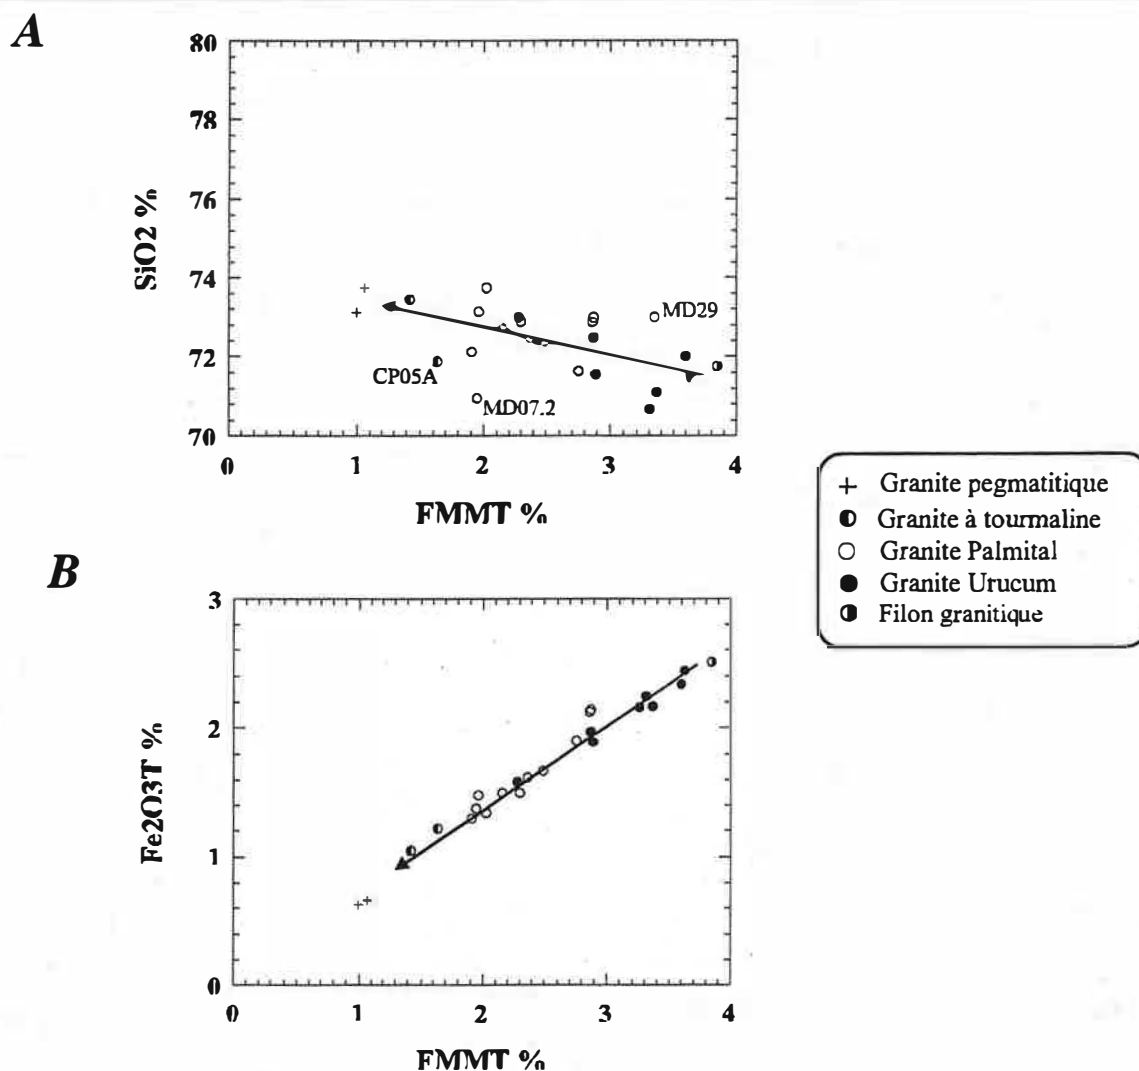 A
80
78
76
74
72
70
SiO2 %
MD29
CP05A
MD07.2
0 1 2 3 4
FMMT %
Granite pegmatitique
Granite à tourmaline
Granite Palmital
Granite Urucum
Filon granitique
B
3
2
1
0
Fe2O3T %
0 1 2 3 4
FMMT %